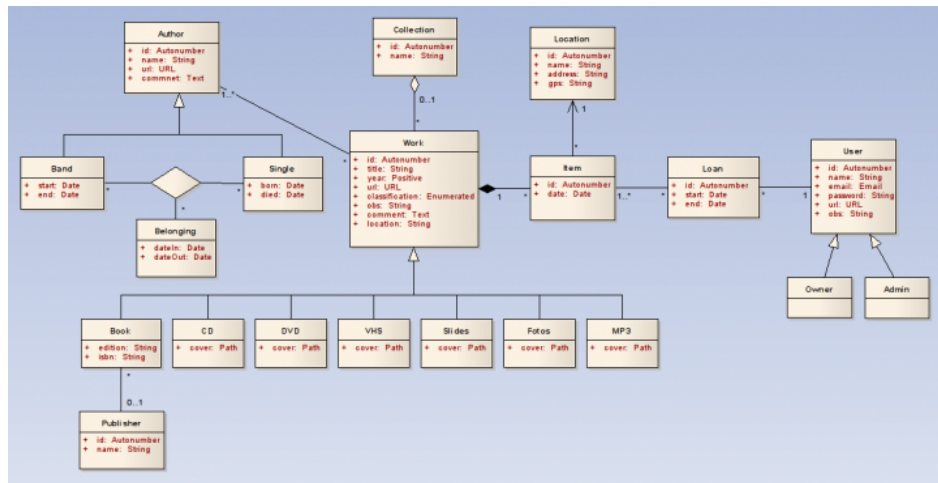 Author
+ id: Autonumber
+ name: String
+ url: URL
+ commnet: Text
Collection
+ id: Autonumber
+ name: String
Location
+ id: Autonumber
+ name: String
+ address: String
+ gps: String
1..*
0..1
*
1
*
*
Work
+ id: Autonumber
+ title: String
+ year: Positive
+ url: URL
+ classification: Enumerated
+ obs: String
+ comment: Text
+ location: String
Band
+ start: Date
+ end: Date
*
*
*
Single
+ born: Date
+ died: Date
Belonging
+ dateIn: Date
+ dateOut: Date
1
*
Item
+ id: Autonumber
+ date: Date
1..*
*
Loan
+ id: Autonumber
+ start: Date
+ end: Date
*
1
User
+ id: Autonumber
+ name: String
+ email: Email
+ password: String
+ url: URL
+ obs: String
Owner
Admin
Book
+ edition: String
+ isbn: String
CD
+ cover: Path
DVD
+ cover: Path
VHS
+ cover: Path
Slides
+ cover: Path
Fotos
+ cover: Path
MP3
+ cover: Path
*
0..1
Publisher
+ id: Autonumber
+ name: String